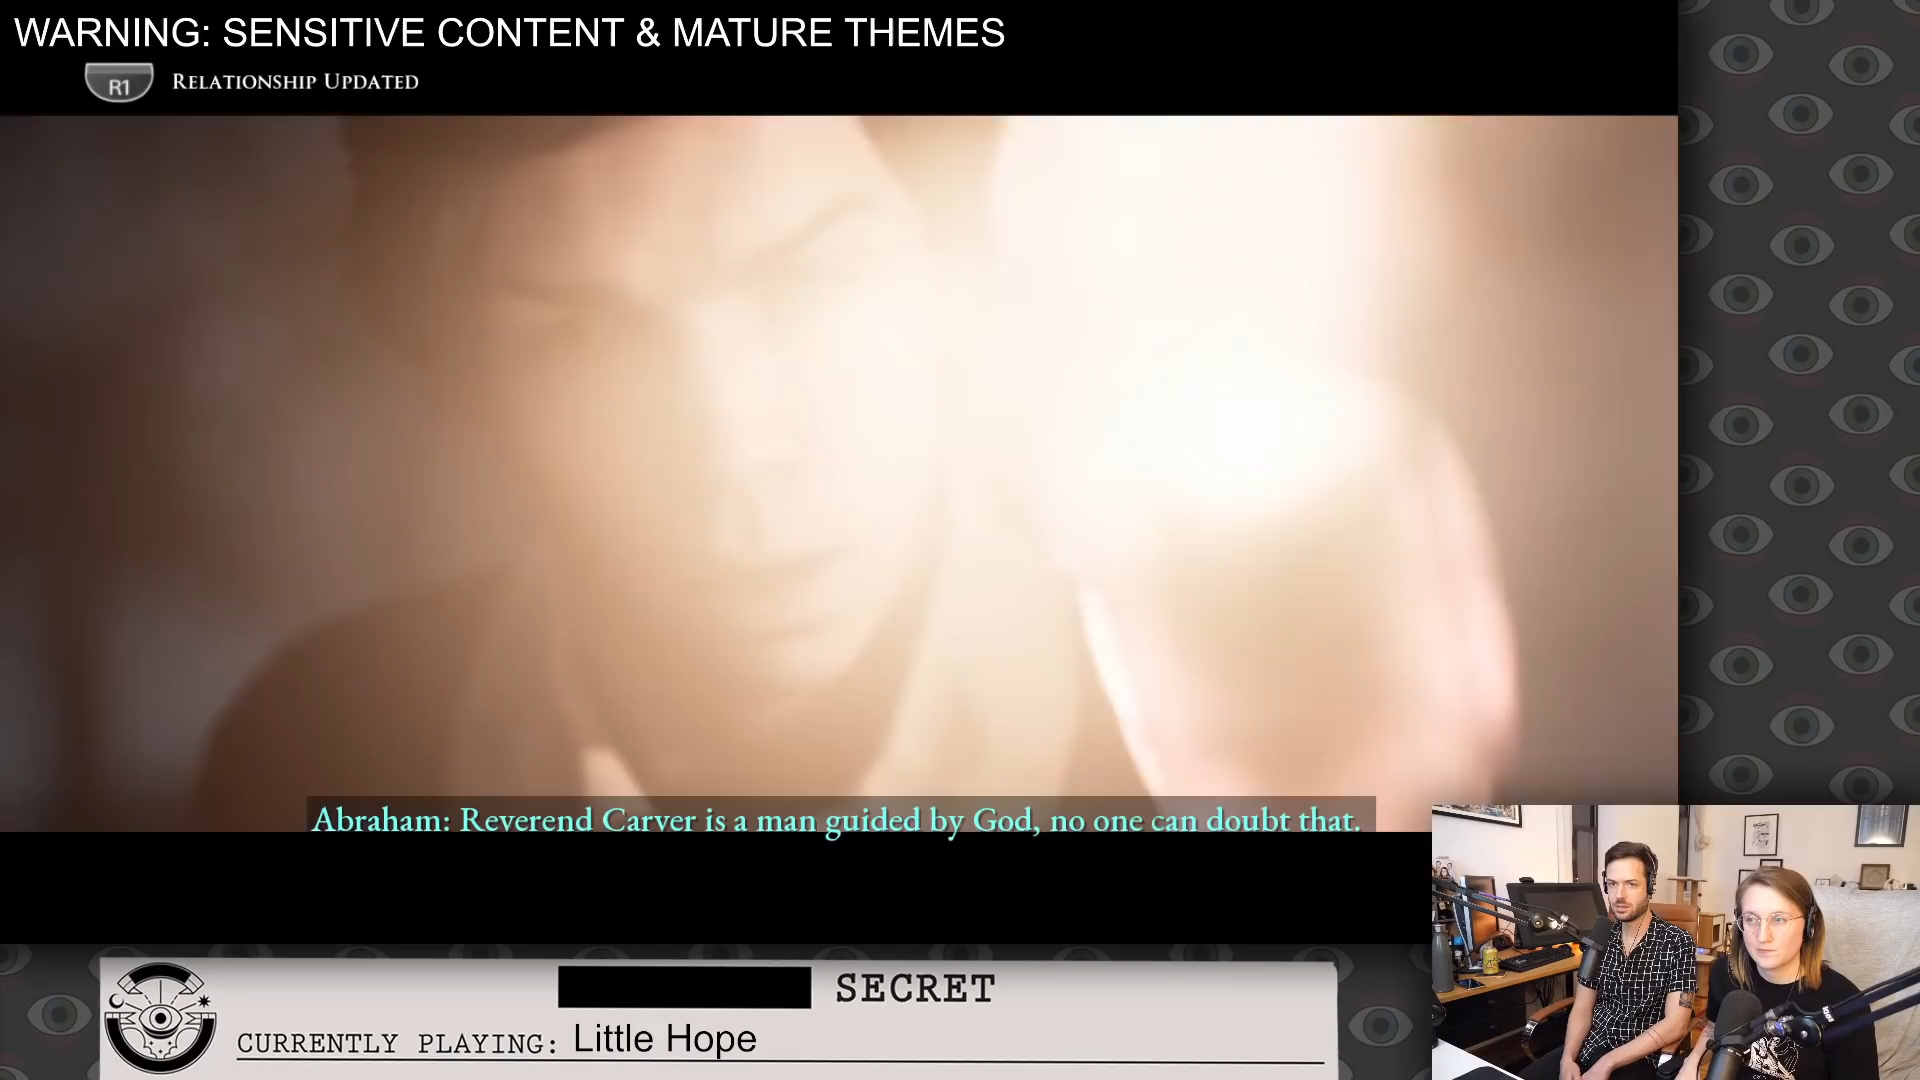 WARNING: SENSITIVE CONTENT & MATURE THEMES
R1 RELATIONSHIP UPDATED
Abraham: Reverend Carver is a man guided by God, no one can doubt that.
SECRET
CURRENTLY PLAYING: Little Hope